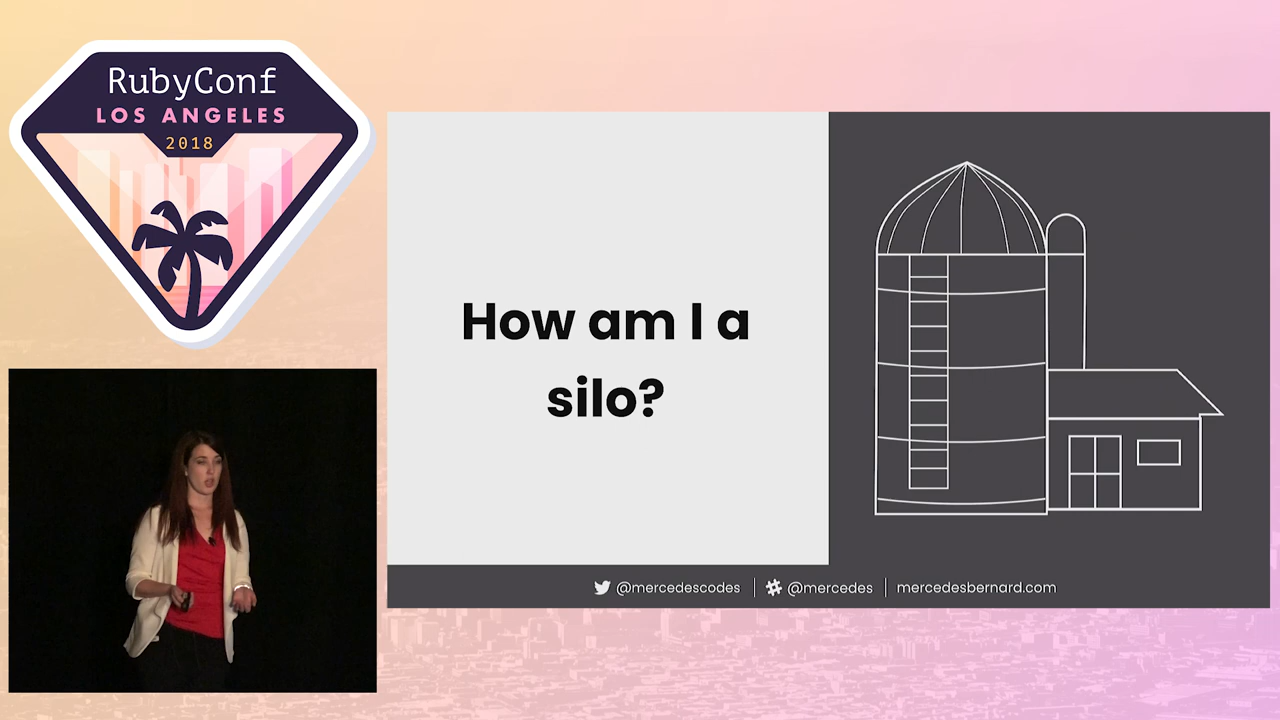 RubyConf
LOS ANGELES
2018
How am I a
silo?
@mercedescodes
@mercedes
mercedesbernard.com